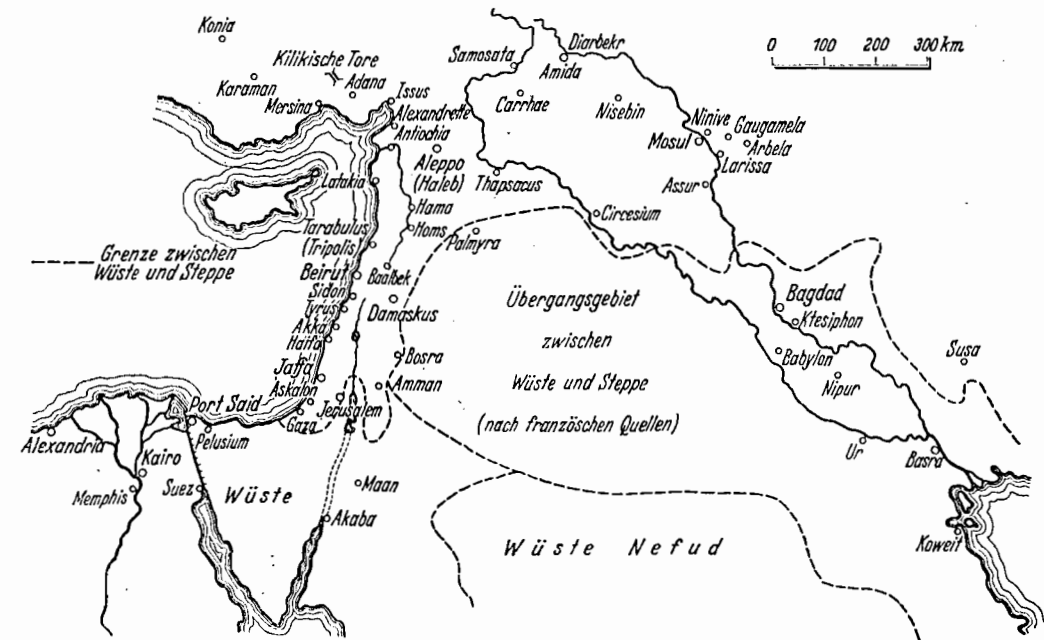 Konia
Kilikische Tore
Karaman
Adana
Mersina
Issus
Alexandrette
Antiochia
Aleppo
(Haleb)
Latakia
Hama
Homs
Tarabulus
(Tripolis)
Beirut
Baalbek
Sidon
Tyrus
Damaskus
Akka
Haifa
Bosra
Jaffa
Amman
Askalon
Jerusalem
Gaza
Samosata
Diarbekr
Amida
Carrhae
Nisebin
Ninive
Gaugamela
Mosul
Arbela
Larissa
Thapsacus
Assur
Circesium
Palmyra
0 100 200 300 km
Grenze zwischen
Wüste und Steppe
Übergangsgebiet
zwischen
Wüste und Steppe
(nach französchen Quellen)
Bagdad
Ktesiphon
Babylon
Nipur
Susa
Ur
Basra
Koweit
Port Said
Alexandria
Pelusium
Kairo
Memphis
Suez
Wüste
Maan
Akaba
Wüste Nefud